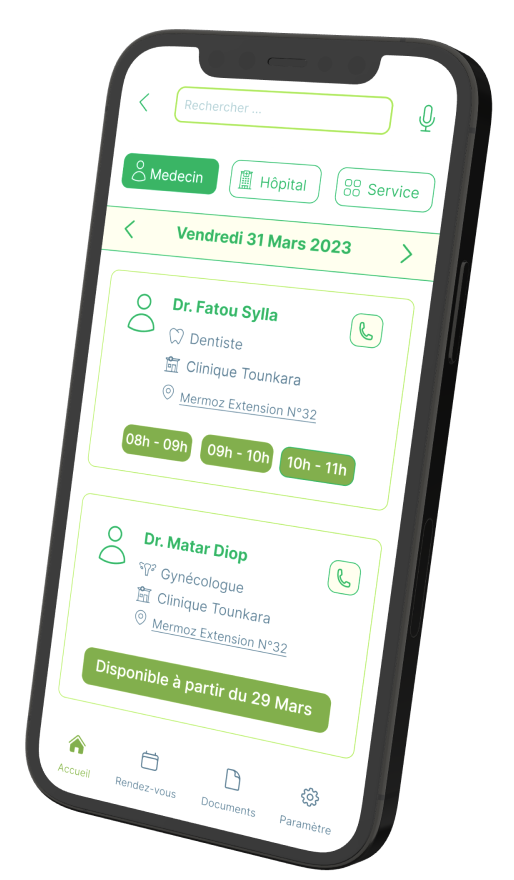 Rechercher ...
Medecin
Hôpital
Service
Vendredi 31 Mars 2023
Dr. Fatou Sylla
Dentiste
Clinique Tounkara
Mermoz Extension N°32
08h - 09h
09h - 10h
10h - 11h
Dr. Matar Diop
Gynécologue
Clinique Tounkara
Mermoz Extension N°32
Disponible à partir du 29 Mars
Accueil
Rendez-vous
Documents
Paramètre